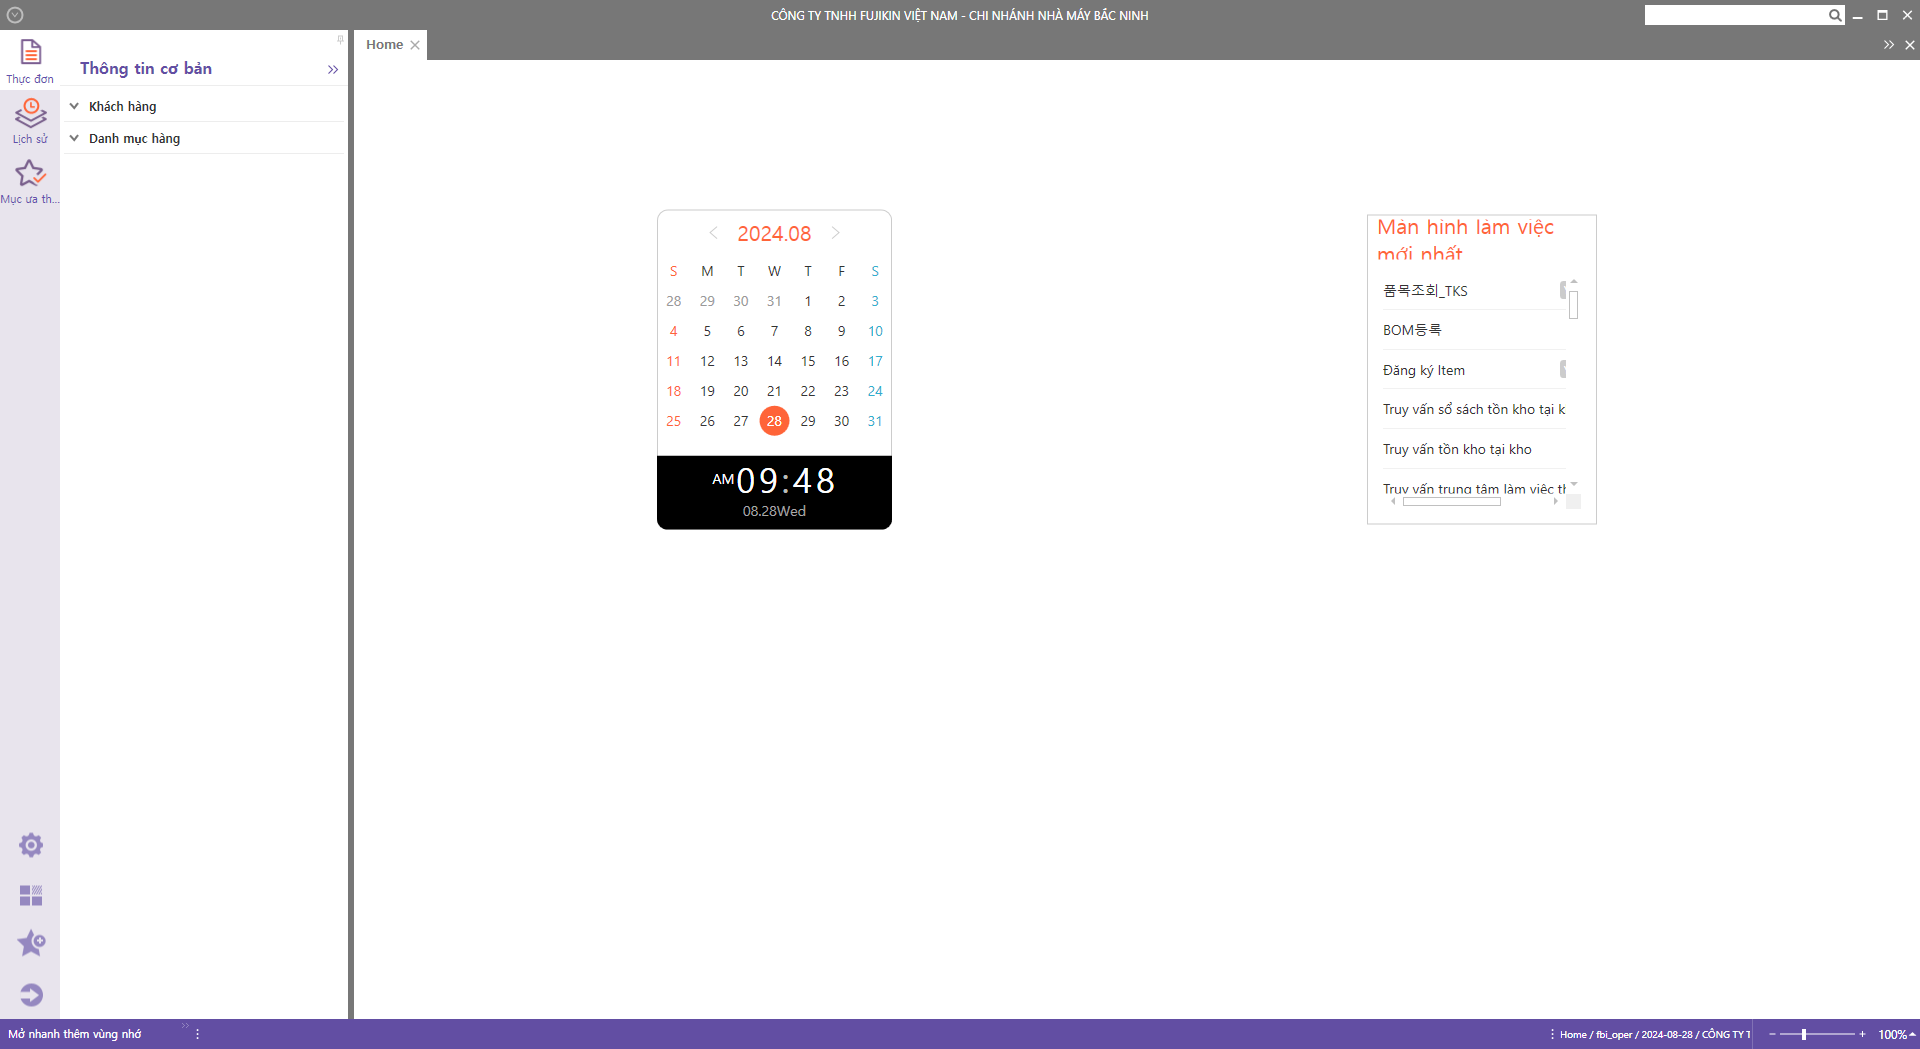 CÔNG TY TNHH FUJIKIN VIỆT NAM - CHI NHÁNH NHÀ MÁY BẮC NINH
Home
Thực đơn
Thông tin cơ bản
Khách hàng
Danh mục hàng
Lịch sử
Mục ưa th...
2024.08
S M T W T F S
28 29 30 31 1 2 3
4 5 6 7 8 9 10
11 12 13 14 15 16 17
18 19 20 21 22 23 24
25 26 27 28 29 30 31
AM 09:48
08.28Wed
Màn hình làm việc
mới nhất
품목조회_TKS
BOM등록
Đăng ký Item
Truy vấn sổ sách tồn kho tại k
Truy vấn tồn kho tại kho
Truy vấn trung tâm làm việc th
Mở nhanh thêm vùng nhớ
Home / fbi_oper / 2024-08-28 / CÔNG TY T
100%